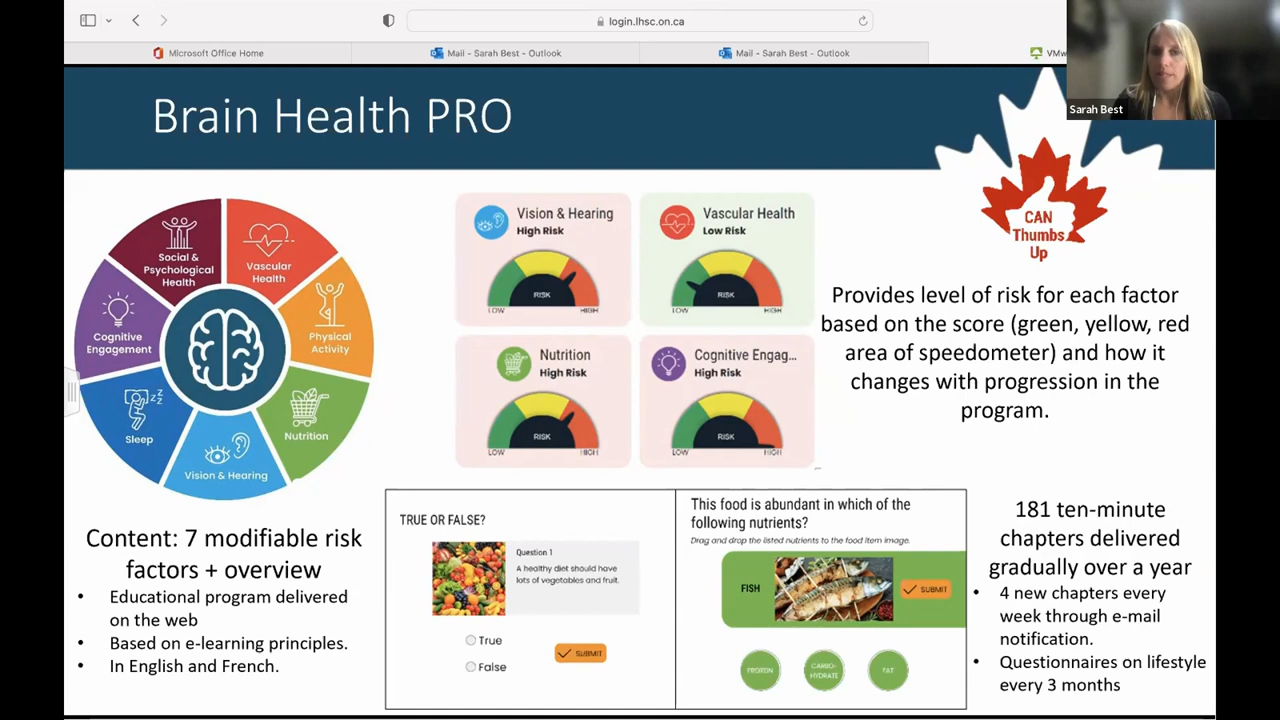 login.lhsc.on.ca
Microsoft Office Home
Mail - Sarah Best - Outlook
Mail - Sarah Best - Outlook
Sarah Best
Brain Health PRO
CAN
Thumbs
Up
Social &
Psychological
Health
Vascular
Health
Cognitive
Engagement
Physical
Activity
Sleep
Nutrition
Vision & Hearing
Vision & Hearing
High Risk
RISK
LOW
HIGH
Vascular Health
Low Risk
RISK
LOW
HIGH
Nutrition
High Risk
RISK
LOW
HIGH
Cognitive Engag...
High Risk
RISK
LOW
HIGH
Provides level of risk for each factor
based on the score (green, yellow, red
area of speedometer) and how it
changes with progression in the
program.
Content: 7 modifiable risk
factors + overview
• Educational program delivered
on the web
• Based on e-learning principles.
• In English and French.
TRUE OR FALSE?
Question 1
A healthy diet should have
lots of vegetables and fruit.
True
False
SUBMIT
This food is abundant in which of the
following nutrients?
Drag and drop the listed nutrients to the food item image.
FISH
SUBMIT
CARBO-
HYDRATE
FAT
181 ten-minute
chapters delivered
gradually over a year
• 4 new chapters every
week through e-mail
notification.
• Questionnaires on lifestyle
every 3 months